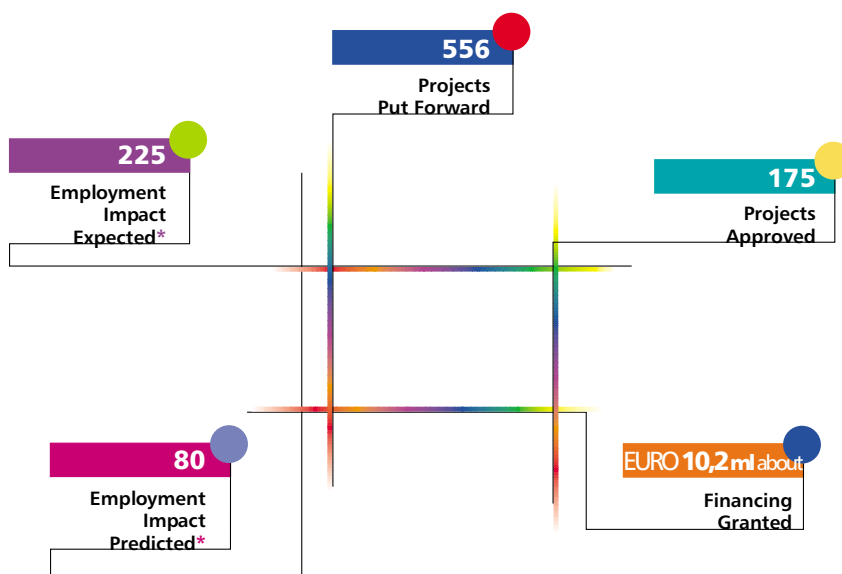 556
Projects
Put Forward
225
Employment
Impact
Expected*
175
Projects
Approved
80
Employment
Impact
Predicted*
EURO 10,2 ml about
Financing
Granted